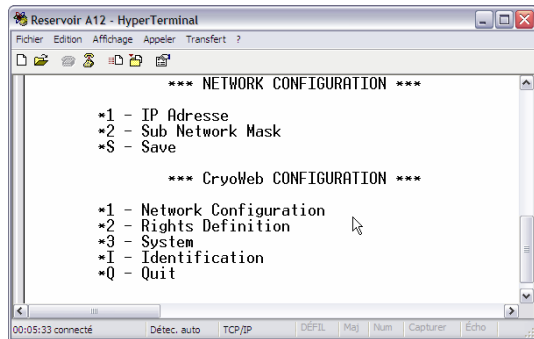 Reservoir A12 - HyperTerminal
Fichier Edition Affichage Appeler Transfert ?
*** NETWORK CONFIGURATION ***
*1 - IP Adresse
*2 - Sub Network Mask
*S - Save
*** CryoWeb CONFIGURATION ***
*1 - Network Configuration
*2 - Rights Definition
*3 - System
*I - Identification
*Q - Quit
00:05:33 connecté Détec. auto TCP/IP DÉFIL Maj Num Capturer Écho